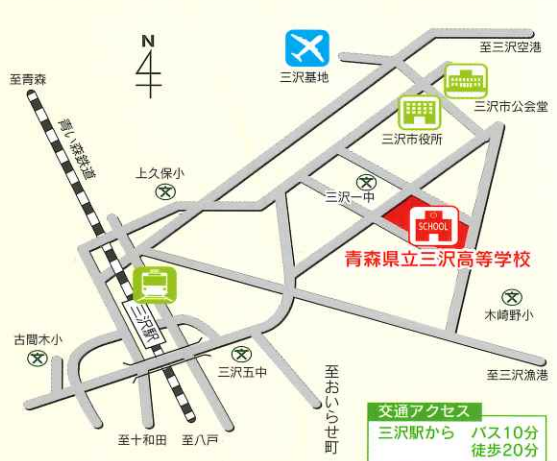 N
至三沢空港
三沢基地
三沢市公会堂
至青森
青い森鉄道
三沢市役所
上久保小
三沢一中
SCHOOL
青森県立三沢高等学校
三沢駅
木崎野小
古間木小
三沢五中
至おいらせ町
至三沢漁港
至十和田
至八戸
交通アクセス
三沢駅から バス10分
徒歩20分
文
文
文
文
文